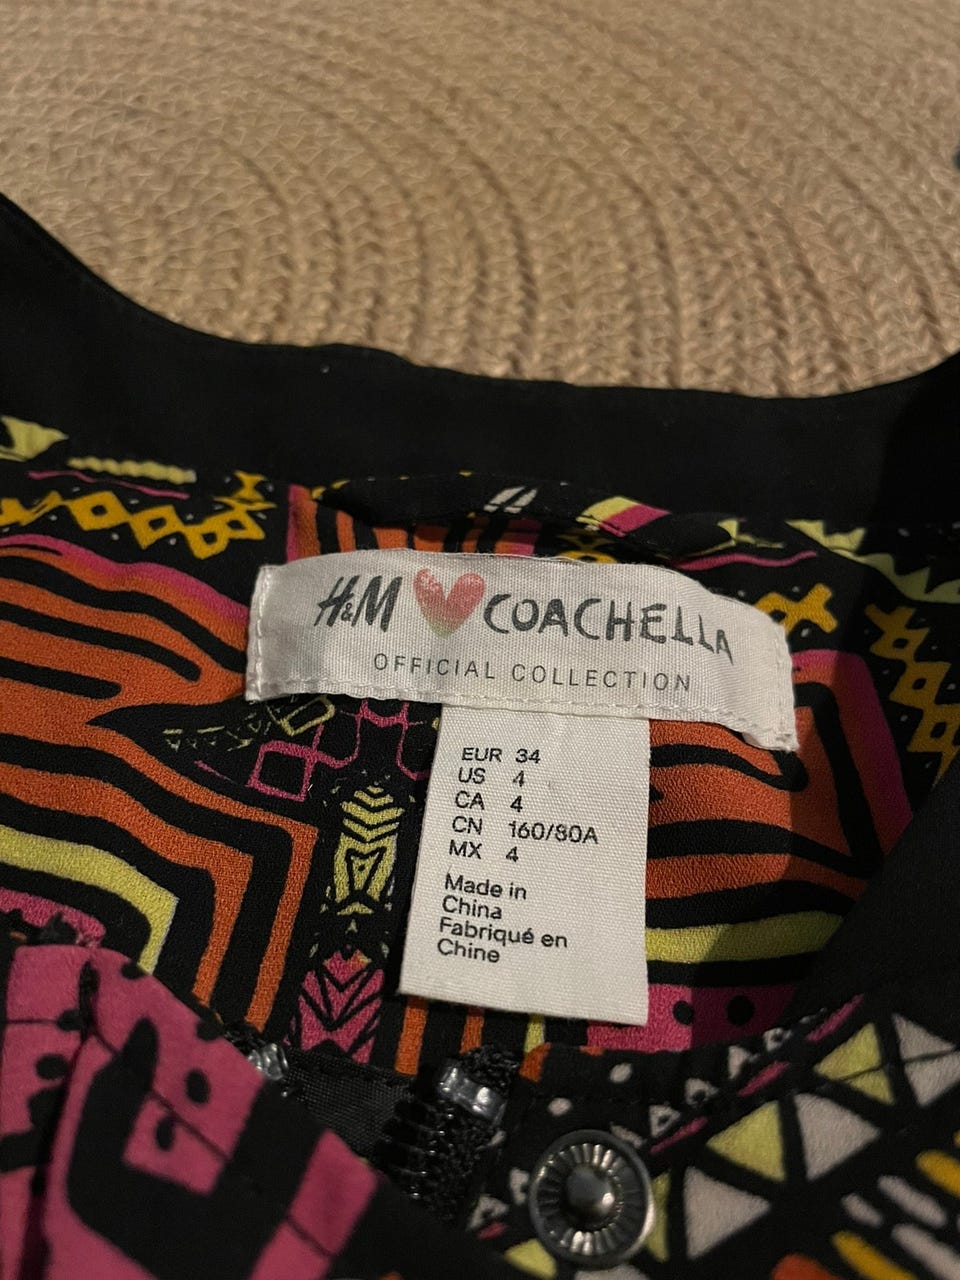 H&M COACHELLA
OFFICIAL COLLECTION
EUR 34
US 4
CA 4
CN 160/80A
MX 4
Made in
China
Fabriqué en
Chine